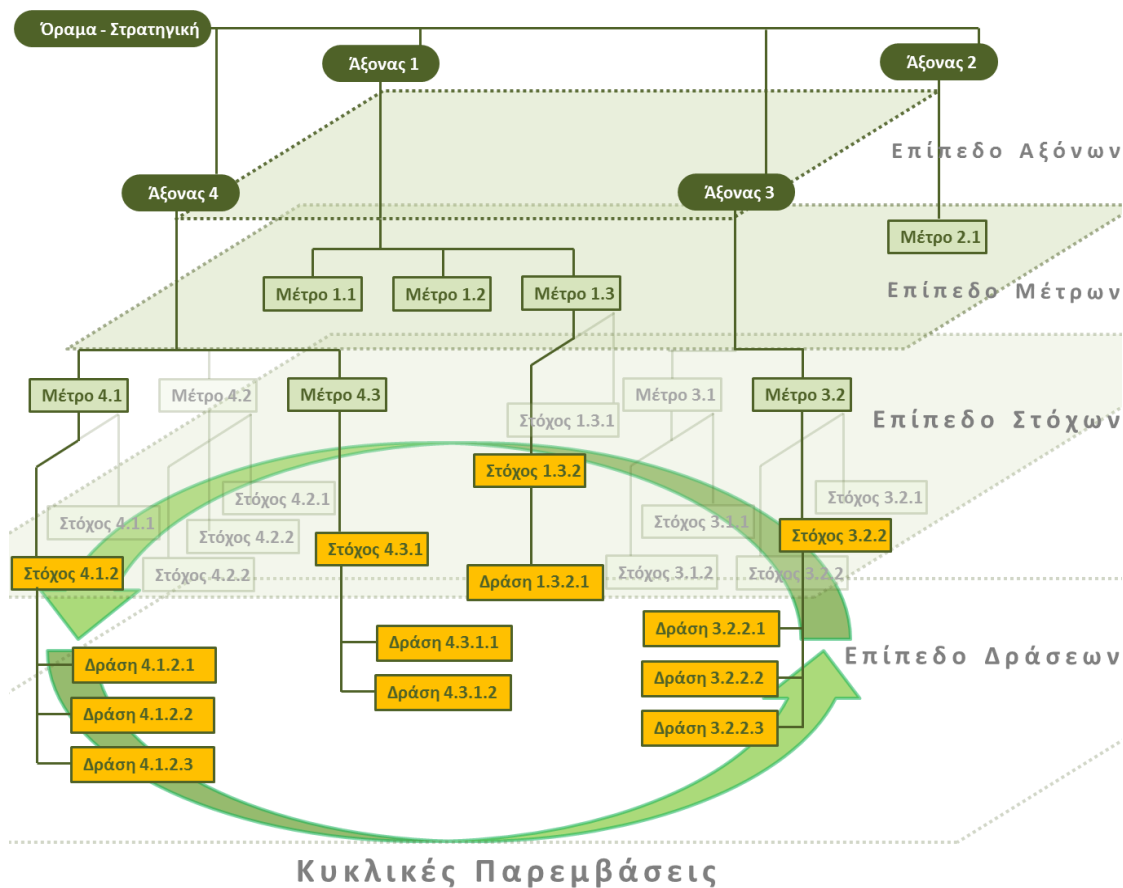 Όραμα - Στρατηγική
Άξονας 1
Άξονας 2
Επίπεδο Αξόνων
Άξονας 4
Άξονας 3
Μέτρο 2.1
Μέτρο 1.1
Μέτρο 1.2
Μέτρο 1.3
Επίπεδο Μέτρων
Μέτρο 4.1
Μέτρο 4.2
Μέτρο 4.3
Μέτρο 3.1
Μέτρο 3.2
Στόχος 1.3.1
Επίπεδο Στόχων
Στόχος 1.3.2
Στόχος 4.2.1
Στόχος 3.2.1
Στόχος 4.1.1
Στόχος 3.1.1
Στόχος 4.2.2
Στόχος 3.2.2
Στόχος 4.3.1
Στόχος 4.1.2
Στόχος 4.2.2
Δράση 1.3.2.1
Στόχος 3.1.2
Στόχος 3.2.2
Δράση 3.2.2.1
Δράση 4.3.1.1
Επίπεδο Δράσεων
Δράση 4.1.2.1
Δράση 3.2.2.2
Δράση 4.3.1.2
Δράση 4.1.2.2
Δράση 3.2.2.3
Δράση 4.1.2.3
Κυκλικές Παρεμβάσεις